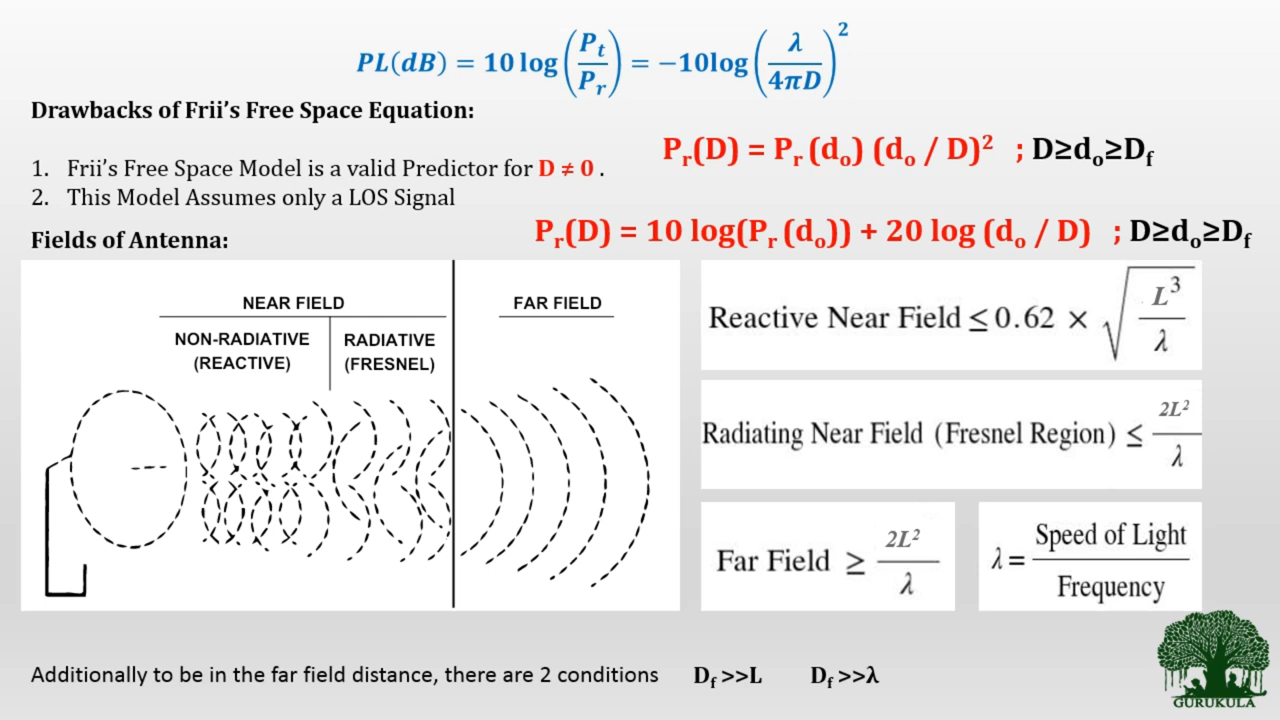 PL(dB) = 10 log(Pt/Pr) = −10log(λ/4πD)²
Drawbacks of Frii’s Free Space Equation:
Pr(D) = Pr (do) (do / D)² ; D≥do≥Df
1. Frii’s Free Space Model is a valid Predictor for D ≠ 0 .
2. This Model Assumes only a LOS Signal
Fields of Antenna:
Pr(D) = 10 log(Pr (do)) + 20 log (do / D) ; D≥do≥Df
NEAR FIELD
FAR FIELD
NON-RADIATIVE
(REACTIVE)
RADIATIVE
(FRESNEL)
Reactive Near Field ≤ 0.62 × √(L³/λ)
Radiating Near Field (Fresnel Region) ≤ 2L²/λ
Far Field ≥ 2L²/λ
λ = Speed of Light/Frequency
Additionally to be in the far field distance, there are 2 conditions Df >>L Df >>λ
GURUKULA